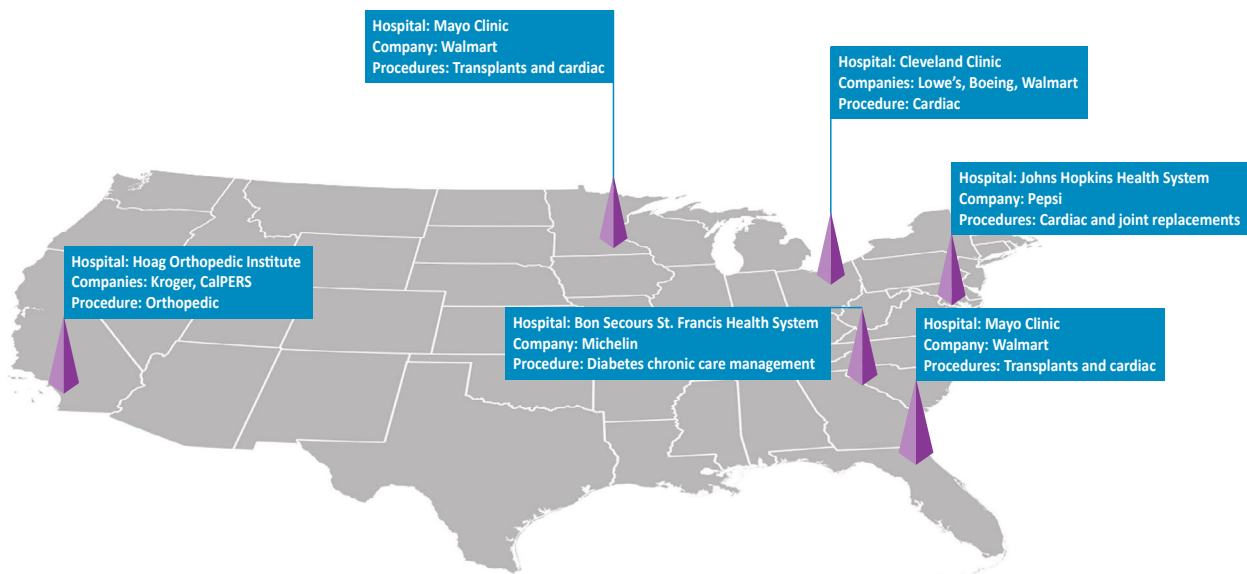 Hospital: Mayo Clinic
Company: Walmart
Procedures: Transplants and cardiac
Hospital: Cleveland Clinic
Companies: Lowe’s, Boeing, Walmart
Procedure: Cardiac
Hospital: Johns Hopkins Health System
Company: Pepsi
Procedures: Cardiac and joint replacements
Hospital: Hoag Orthopedic Institute
Companies: Kroger, CalPERS
Procedure: Orthopedic
Hospital: Bon Secours St. Francis Health System
Company: Michelin
Procedure: Diabetes chronic care management
Hospital: Mayo Clinic
Company: Walmart
Procedures: Transplants and cardiac